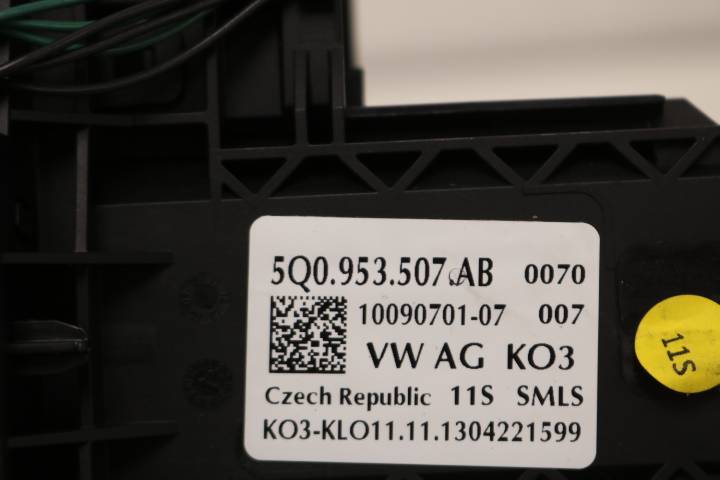 5Q0.953.507.AB 0070
10090701-07 007
VW AG KO3
Czech Republic 11S SMLS
KO3-KLO11.11.1304221599
11S